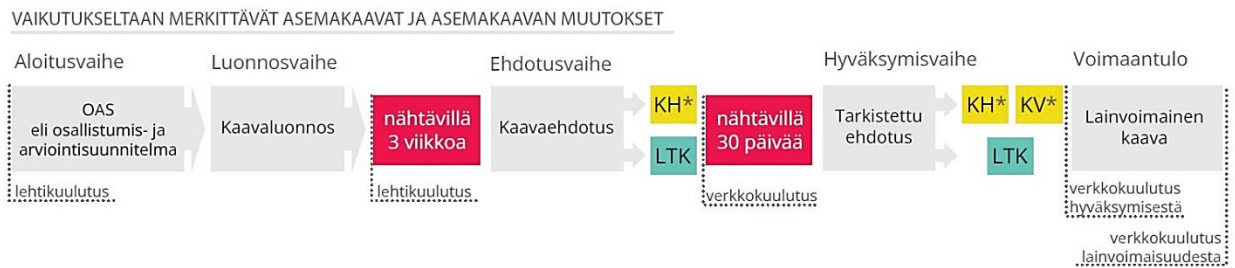 VAIKUTUKSELTAAN MERKITTÄVÄT ASEMAKAAVAT JA ASEMAKAAVAN MUUTOKSET
Aloitusvaihe
OAS
eli osallistumis- ja
arviointisuunnitelma
lehtikuulutus
Luonnosvaihe
Kaavaluonnos
nähtävillä
3 viikkoa
lehtikuulutus
Ehdotusvaihe
Kaavaehdotus
KH*
LTK
nähtävillä
30 päivää
verkkokuulutus
Hyväksymisvaihe
Tarkistettu
ehdotus
KH* KV*
LTK
Voimaantulo
Lainvoimainen
kaava
verkkokuulutus
hyväksymisestä
verkkokuulutus
lainvoimaisuudesta